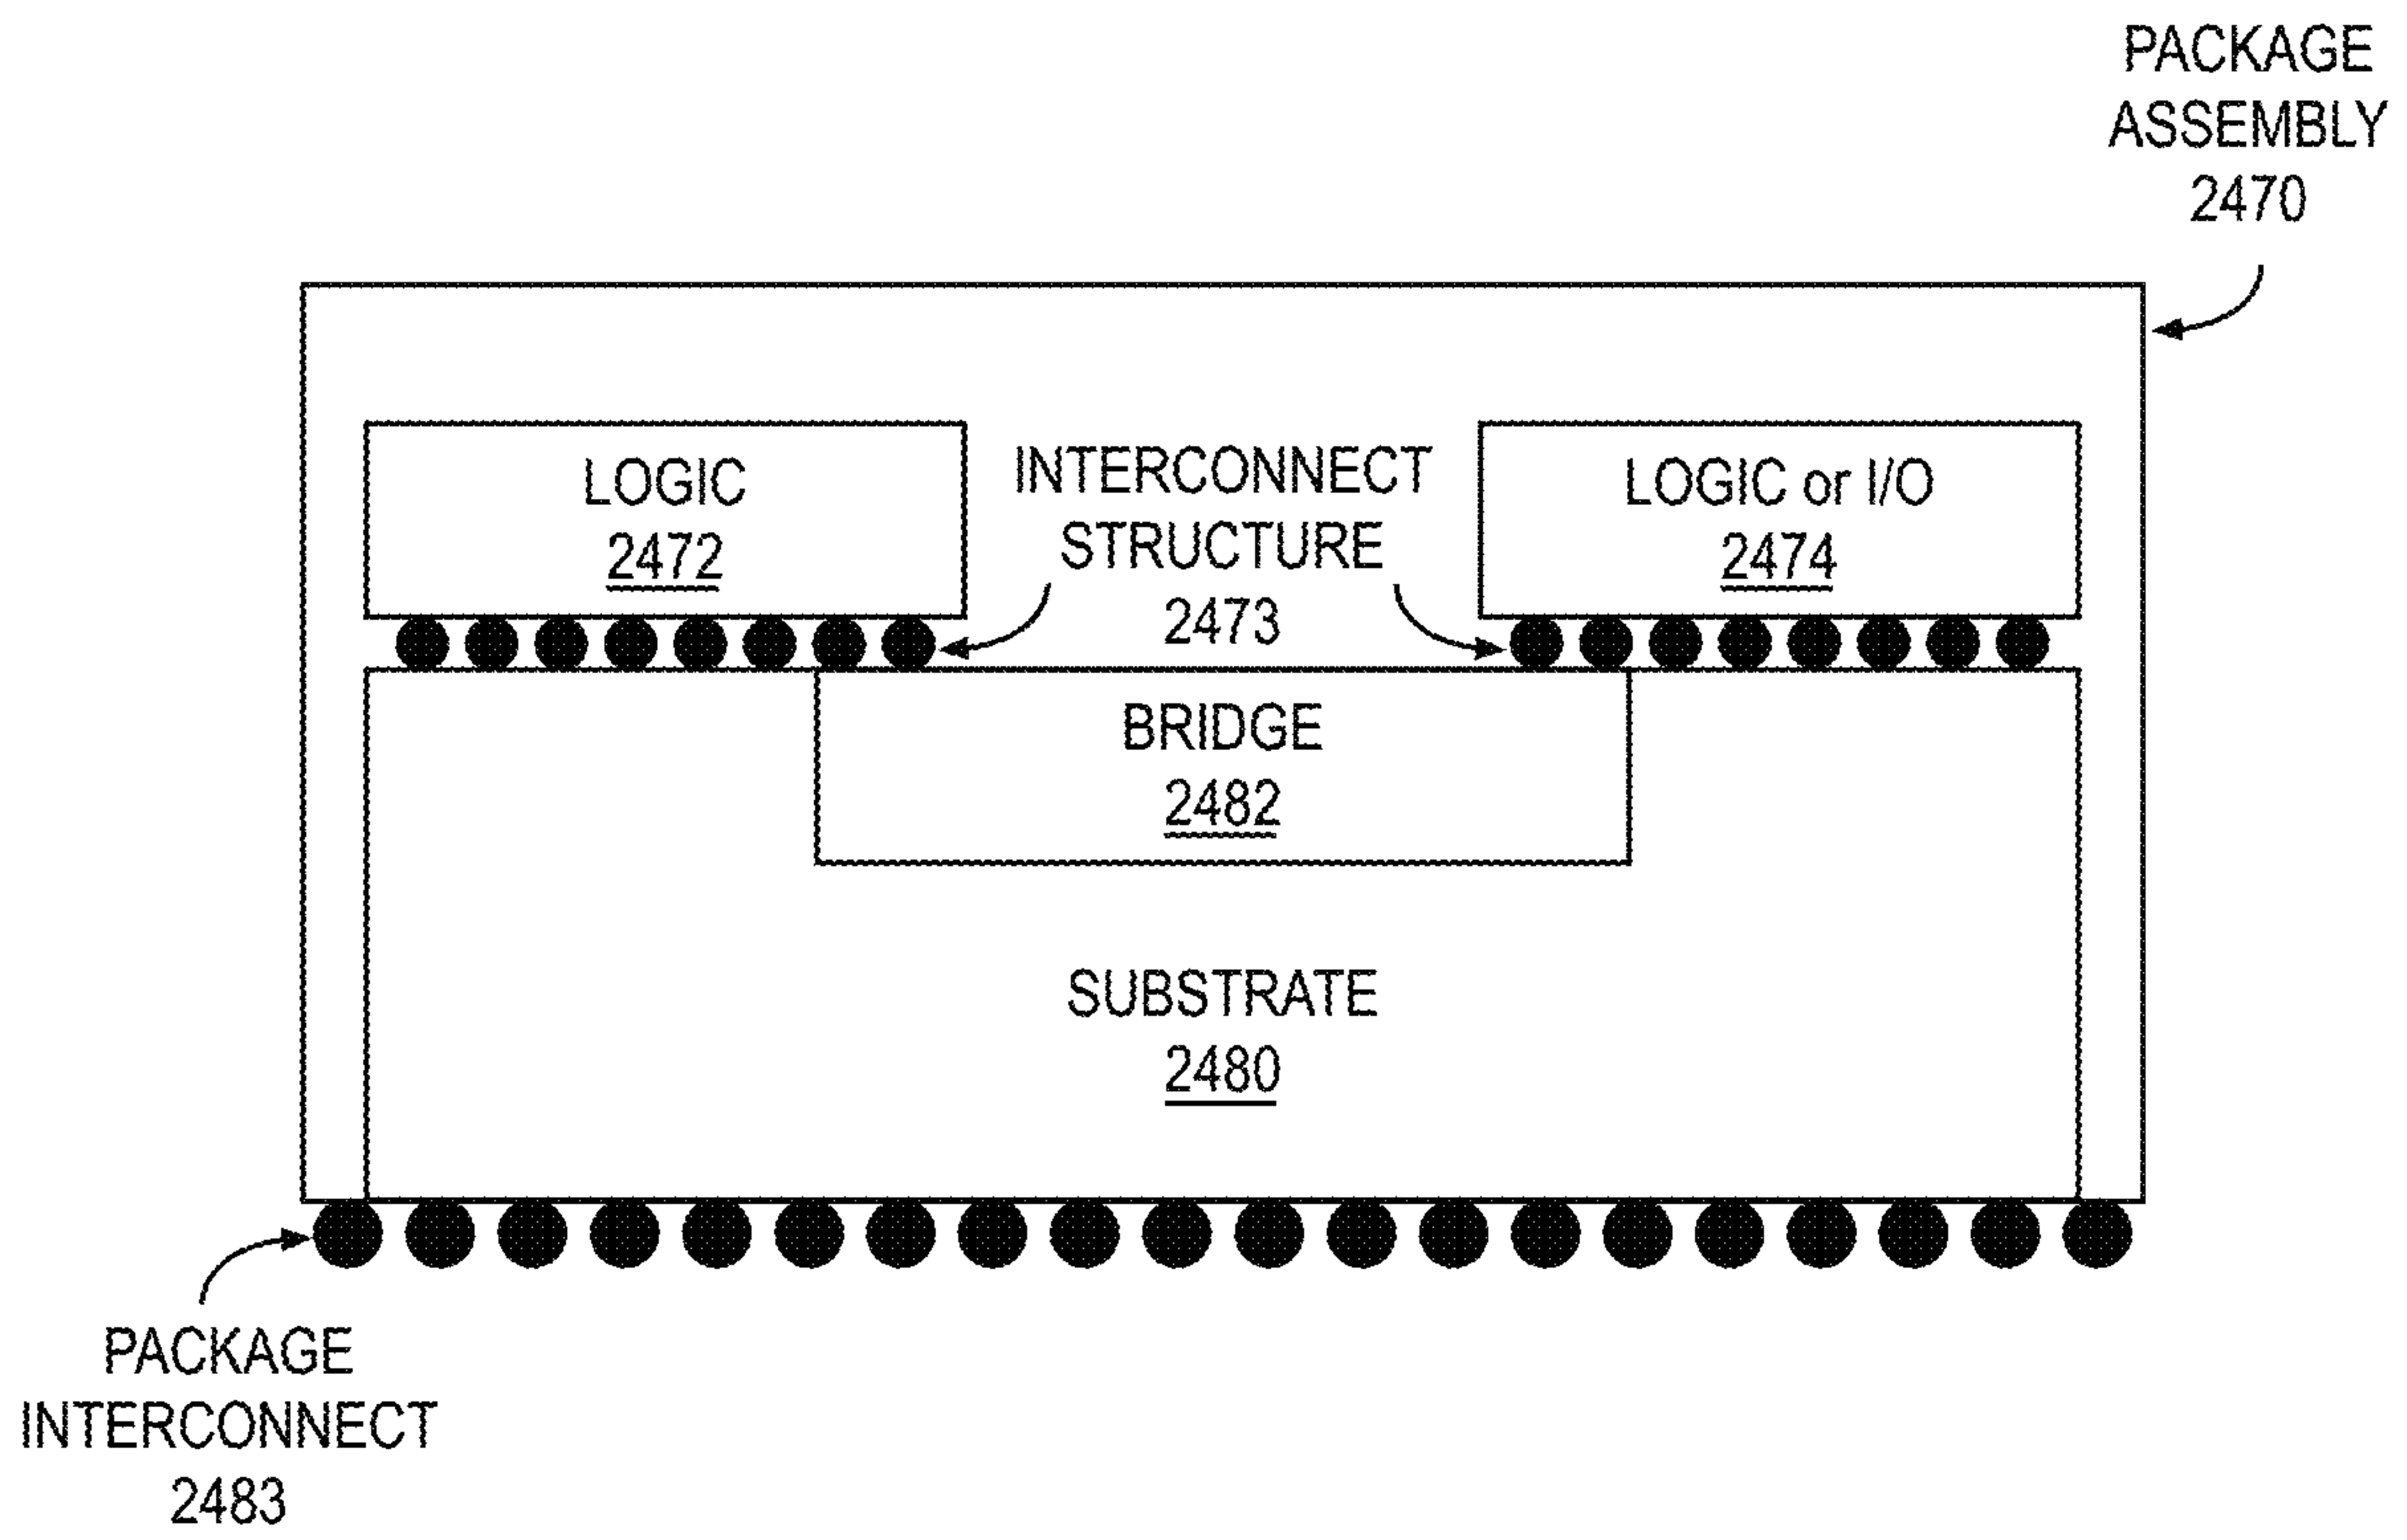 PACKAGE
ASSEMBLY
2470
LOGIC
2472
INTERCONNECT
STRUCTURE
2473
LOGIC or I/O
2474
BRIDGE
2482
SUBSTRATE
2480
PACKAGE
INTERCONNECT
2483